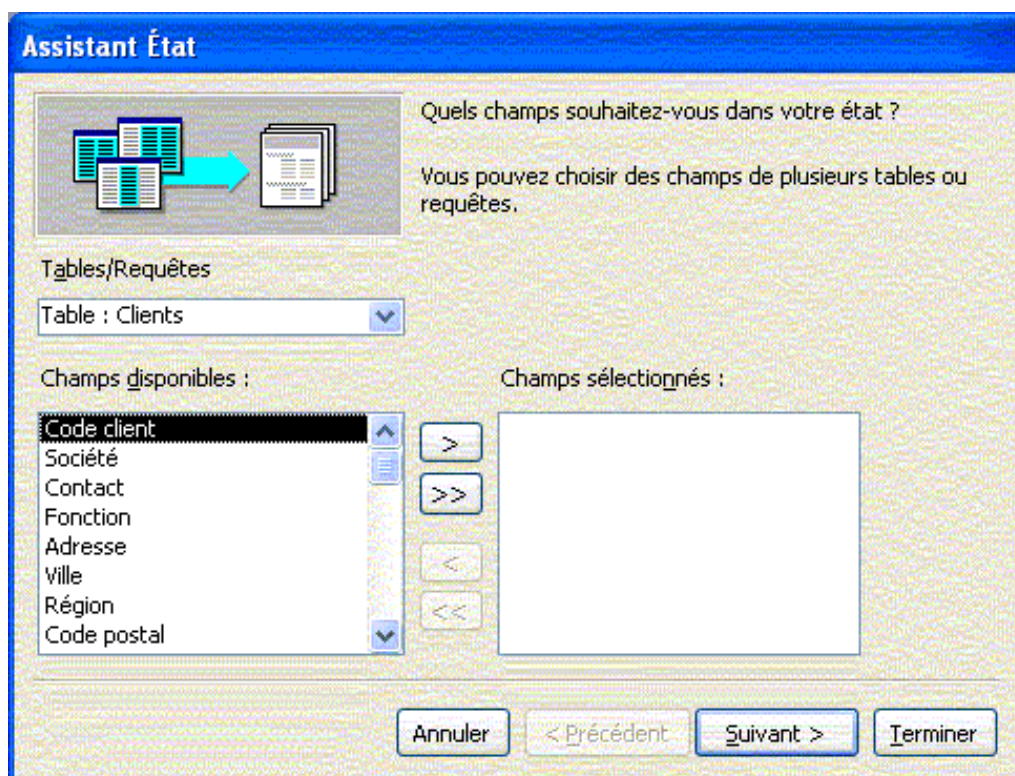 Assistant État
Quels champs souhaitez-vous dans votre état ?
Vous pouvez choisir des champs de plusieurs tables ou
requêtes.
Tables/Requêtes
Table : Clients
Champs disponibles :
Champs sélectionnés :
Code client
Société
Contact
Fonction
Adresse
Ville
Région
Code postal
>
>>
<
<<
Annuler
< Précédent
Suivant >
Terminer